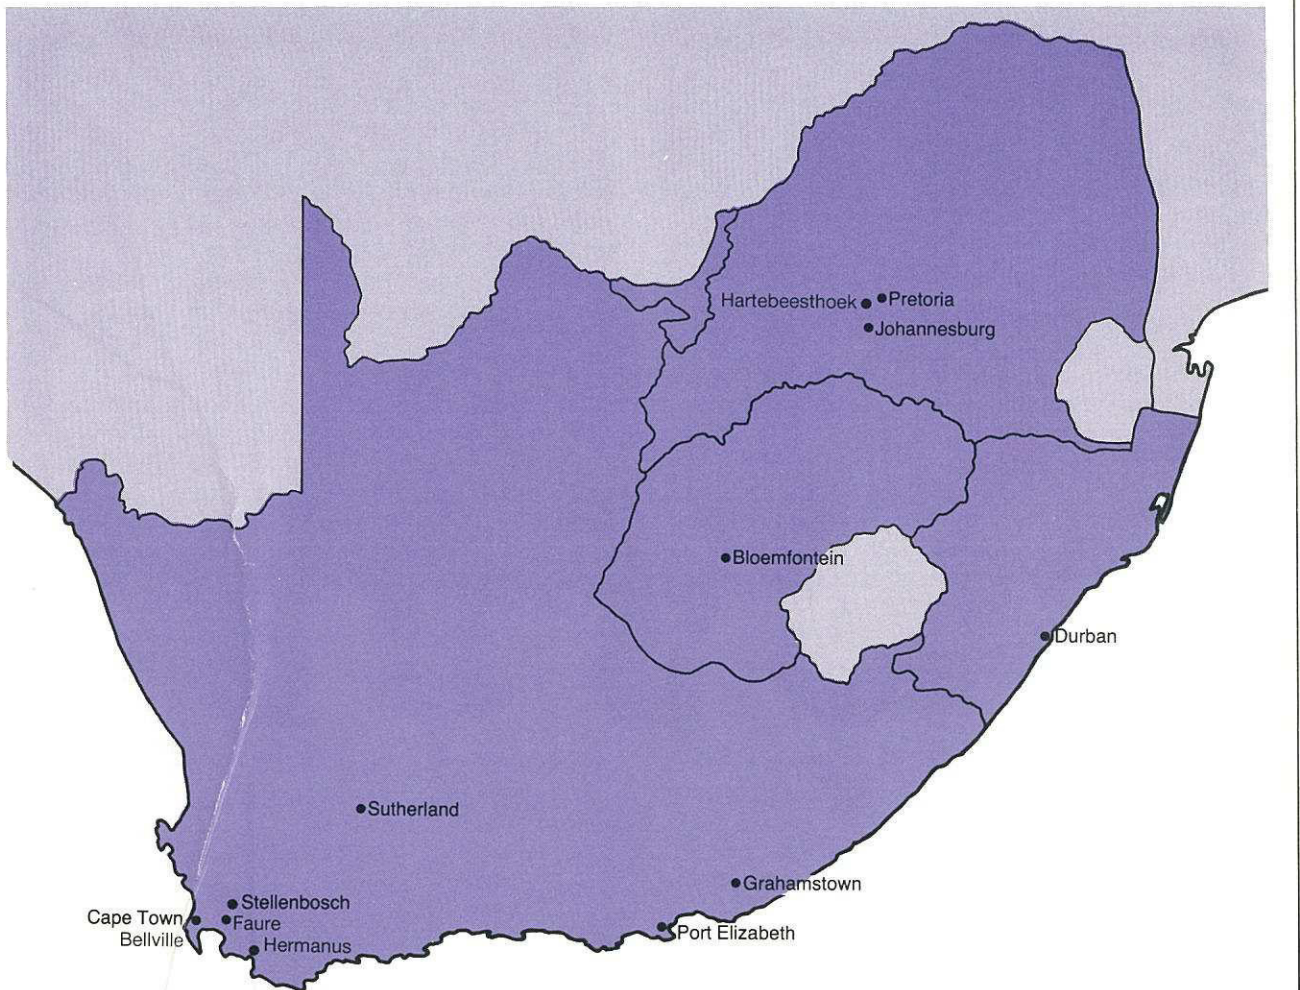 Hartebeesthoek
Pretoria
Johannesburg
Bloemfontein
Durban
Sutherland
Grahamstown
Stellenbosch
Cape Town
Faure
Port Elizabeth
Bellville
Hermanus